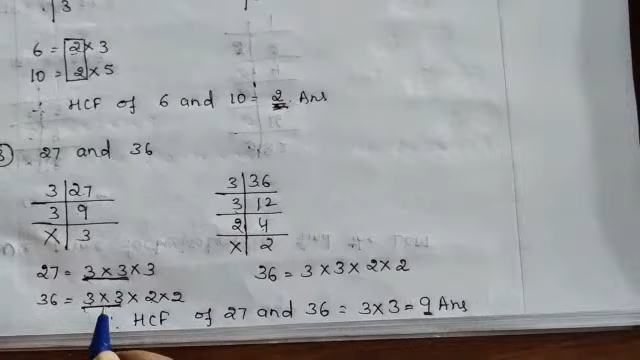 3
6 = 2 × 3
10 = 2 × 5
∴ HCF of 6 and 10 = 2 Ans
3) 27 and 36
3 | 27    3 | 36
3 | 9    3 | 12
× | 3    2 | 4
× | 2
27 = 3 × 3 × 3    36 = 3 × 3 × 2 × 2
36 = 3 × 3 × 2 × 2
∴ HCF of 27 and 36 = 3×3 = 9 Ans